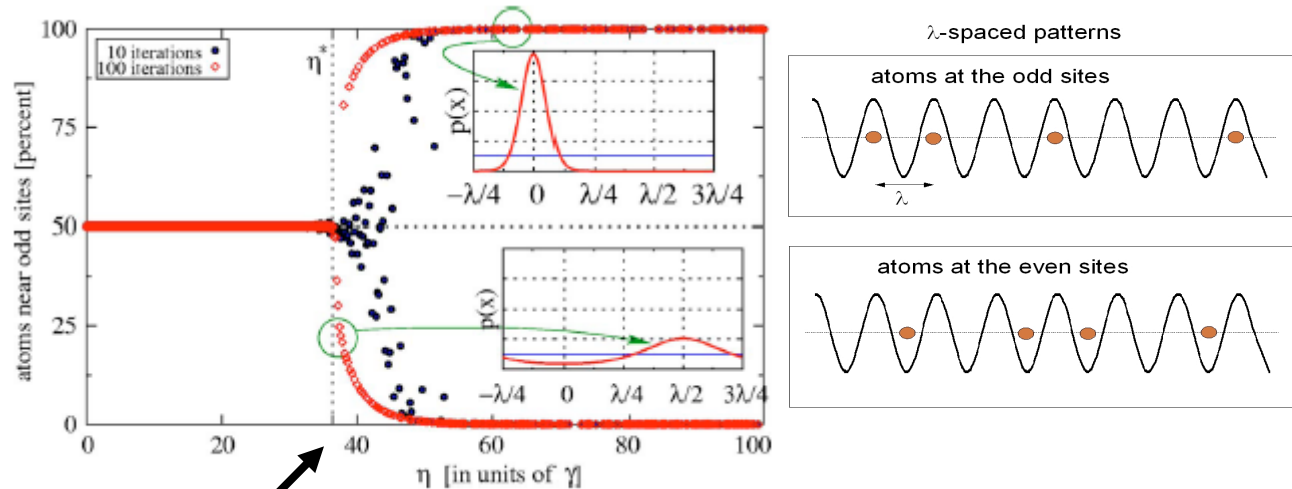 100
75
50
25
0
atoms near odd sites [percent]
10 iterations
100 iterations
η*
p(x)
−λ/4 0 λ/4 λ/2 3λ/4
p(x)
−λ/4 0 λ/4 λ/2 3λ/4
0 20 40 60 80 100
η [in units of γ]
λ-spaced patterns
atoms at the odd sites
λ
atoms at the even sites